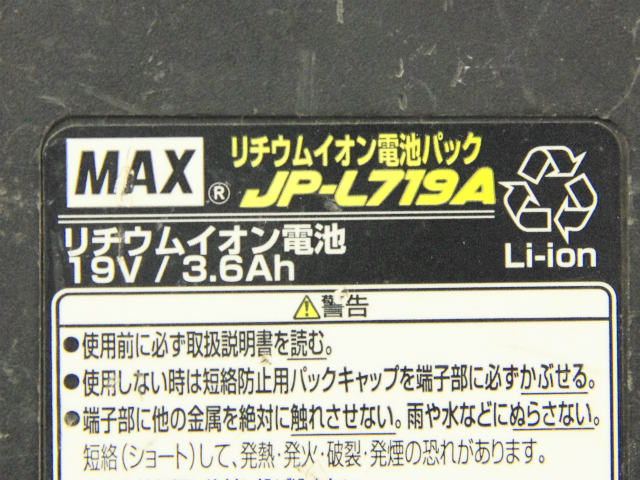 リチウムイオン電池パック
MAX® JP-L719A
リチウムイオン電池
19V / 3.6Ah
Li-ion
警告
●使用前に必ず取扱説明書を読む。
●使用しない時は短絡防止用パックキャップを端子部に必ずかぶせる。
●端子部に他の金属を絶対に触れさせない。雨や水などにぬらさない。
短絡(ショート)して、発熱・発火・破裂・発煙の恐れがあります。